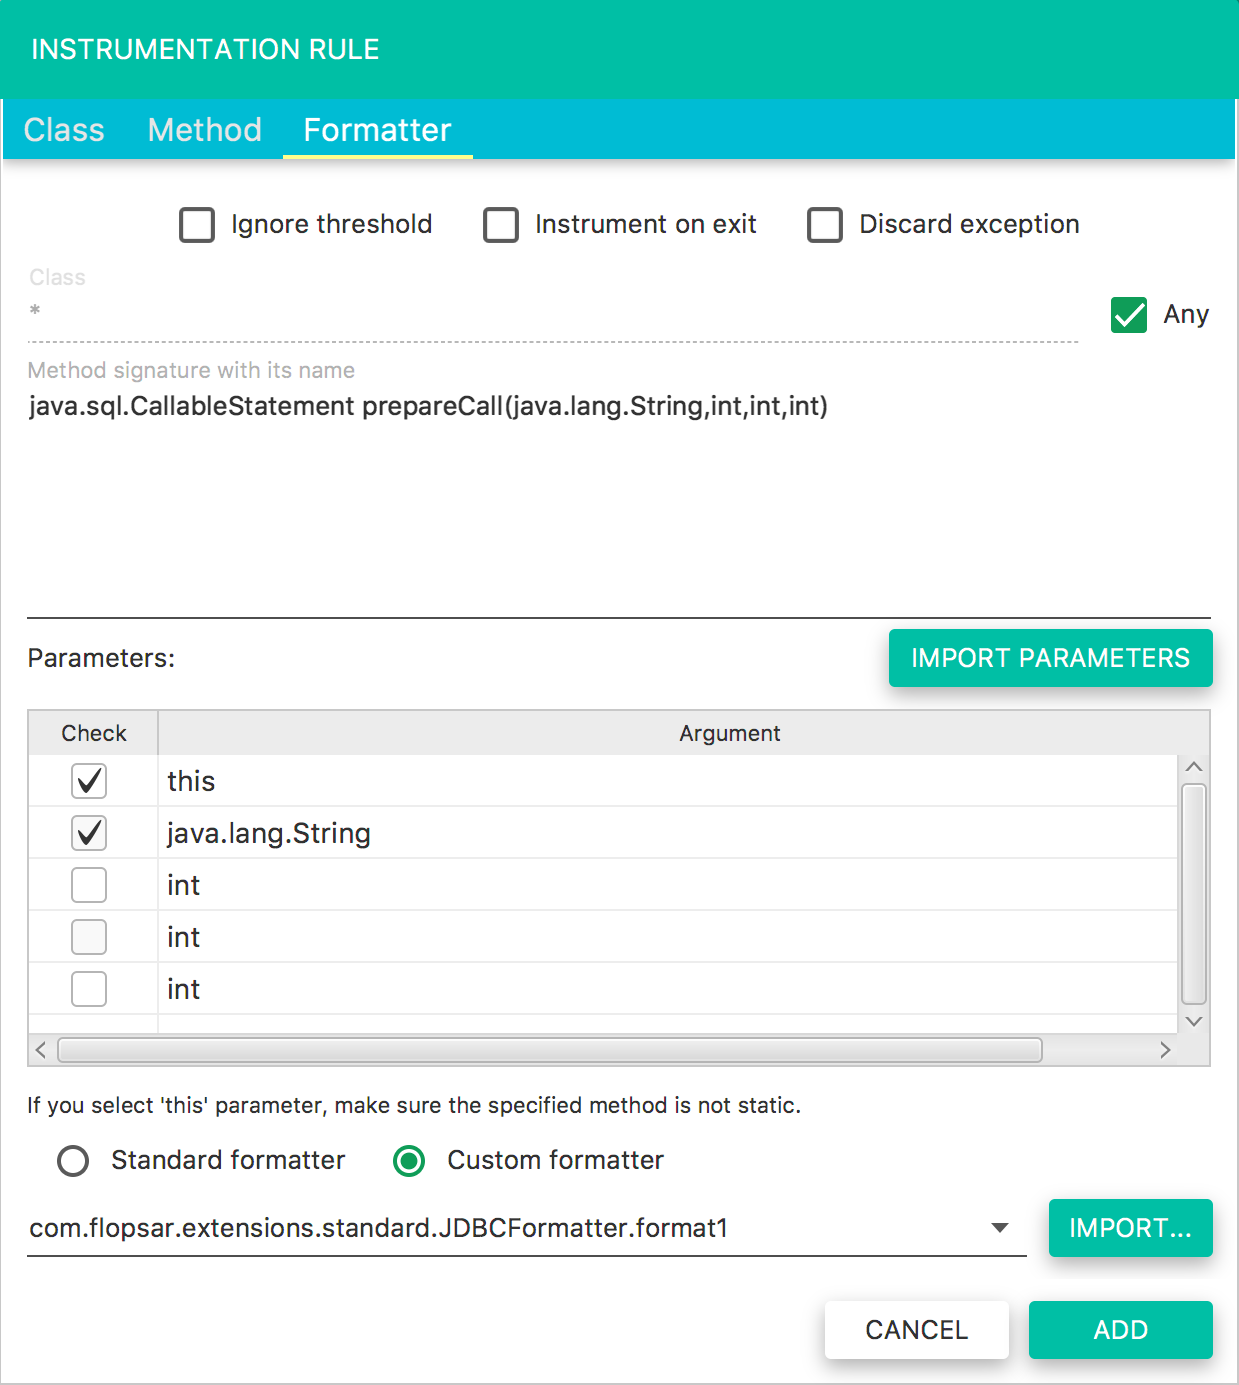 INSTRUMENTATION RULE
Class Method Formatter
Ignore threshold Instrument on exit Discard exception
Class
*
Any
Method signature with its name
java.sql.CallableStatement prepareCall(java.lang.String,int,int,int)
Parameters:
IMPORT PARAMETERS
Check Argument
this
java.lang.String
int
int
int
If you select 'this' parameter, make sure the specified method is not static.
Standard formatter Custom formatter
com.flopsar.extensions.standard.JDBCFormatter.format1
IMPORT...
CANCEL ADD